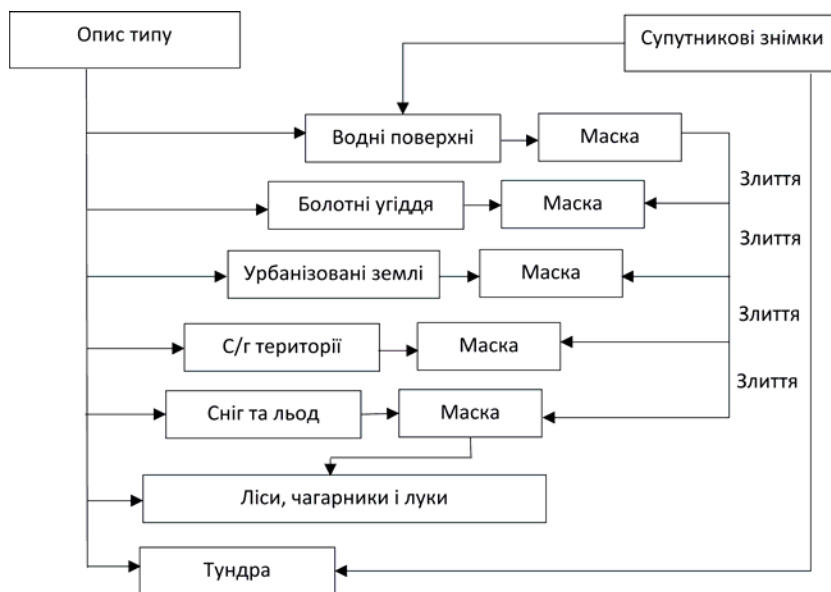 Опис типу
Супутникові знімки
Водні поверхні
Маска
Злиття
Болотні угіддя
Маска
Злиття
Урбанізовані землі
Маска
Злиття
С/г території
Маска
Злиття
Сніг та льод
Маска
Ліси, чагарники і луки
Тундра